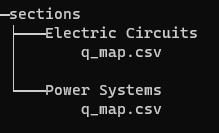 sections
Electric Circuits
q_map.csv
Power Systems
q_map.csv